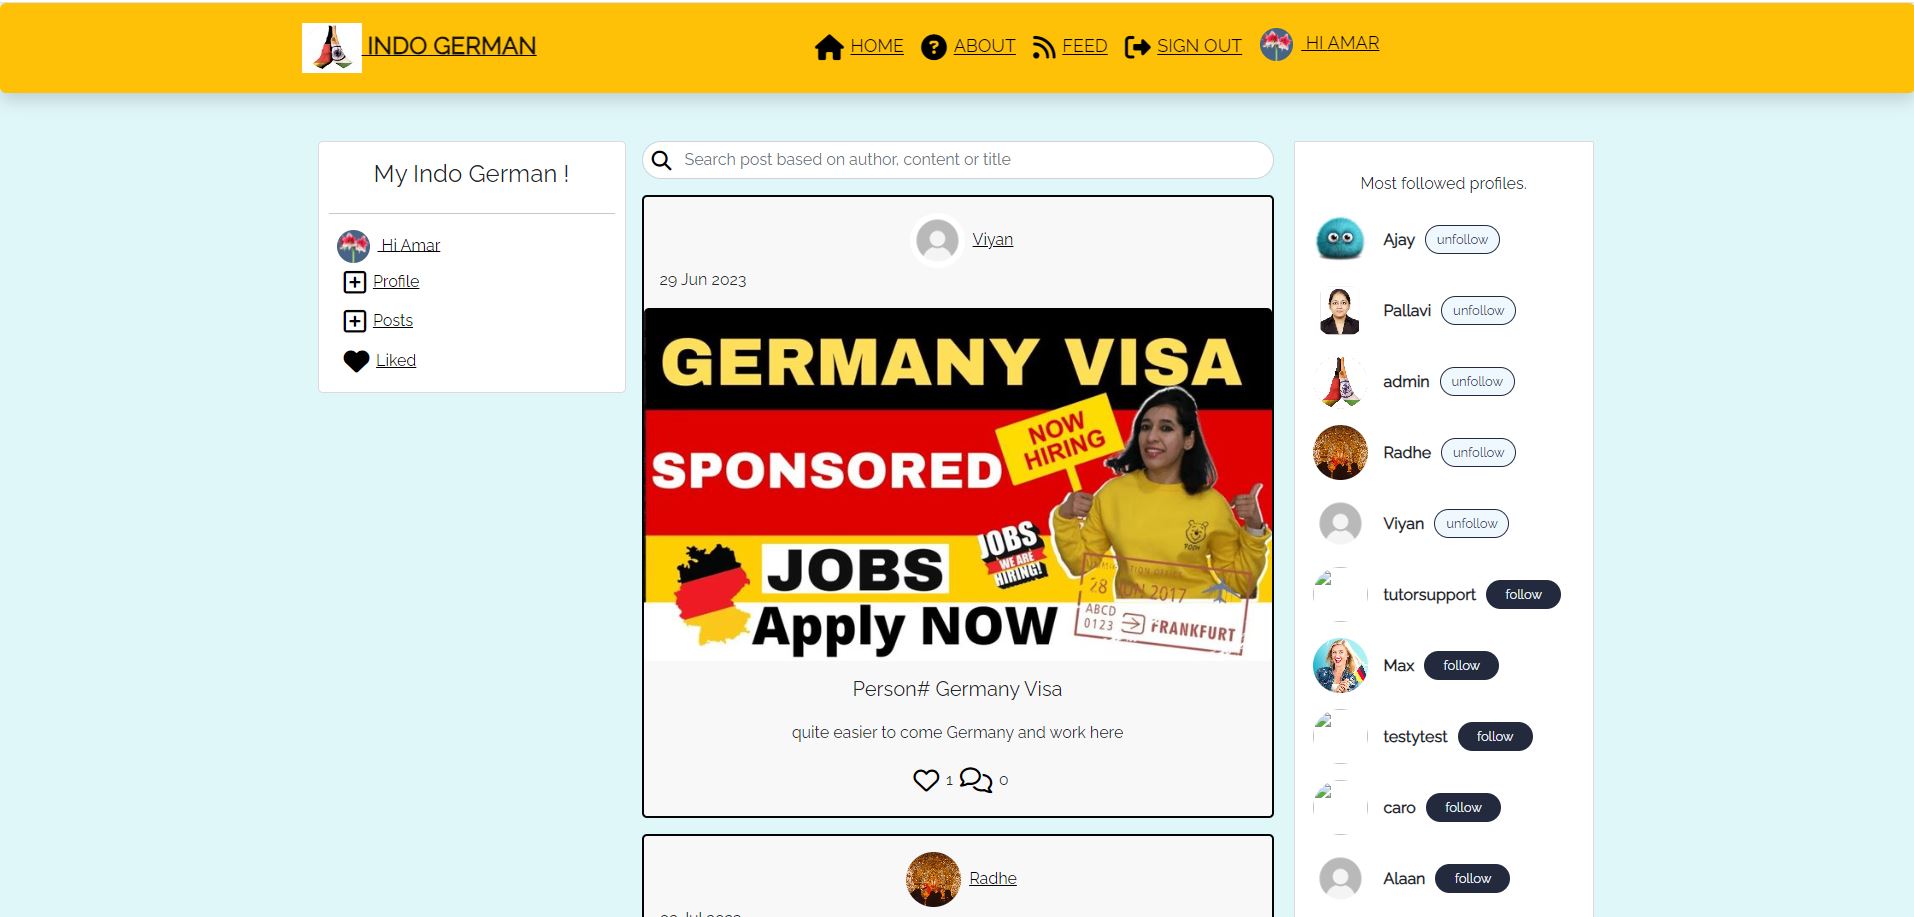 INDO GERMAN
HOME ABOUT FEED SIGN OUT HI AMAR
My Indo German !
Hi Amar
Profile
Posts
Liked
Search post based on author, content or title
Viyan
29 Jun 2023
GERMANY VISA
NOW
HIRING
SPONSORED
JOBS
WE ARE
HIRING!
JOBS
Apply NOW
POOH
28 JUN 2017
ABCD
0123
FRANKFURT
Person# Germany Visa
quite easier to come Germany and work here
1 0
Radhe
Most followed profiles.
Ajay unfollow
Pallavi unfollow
admin unfollow
Radhe unfollow
Viyan unfollow
tutorsupport follow
Max follow
testytest follow
caro follow
Alaan follow